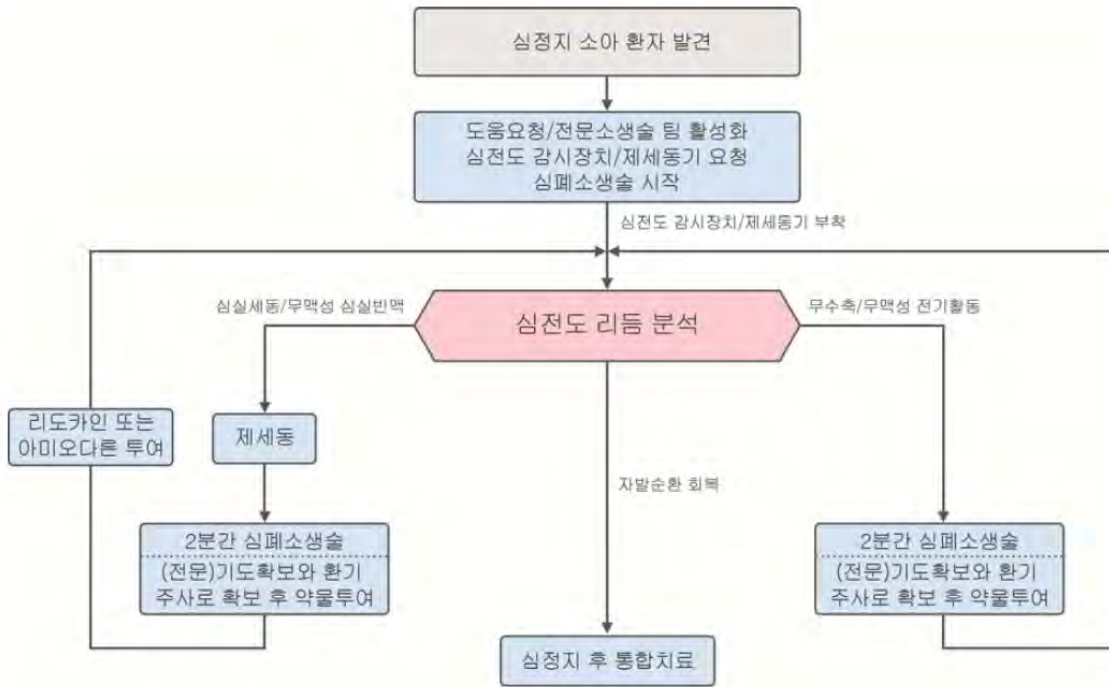 심정지 소아 환자 발견
도움요청/전문소생술 팀 활성화
심전도 감시장치/제세동기 요청
심폐소생술 시작
심전도 감시장치/제세동기 부착
심실세동/무맥성 심실빈맥
심전도 리듬 분석
무수축/무맥성 전기활동
리도카인 또는
아미오다론 투여
제세동
자발순환 회복
2분간 심폐소생술
(전문)기도확보와 환기
주사로 확보 후 약물투여
2분간 심폐소생술
(전문)기도확보와 환기
주사로 확보 후 약물투여
심정지 후 통합치료